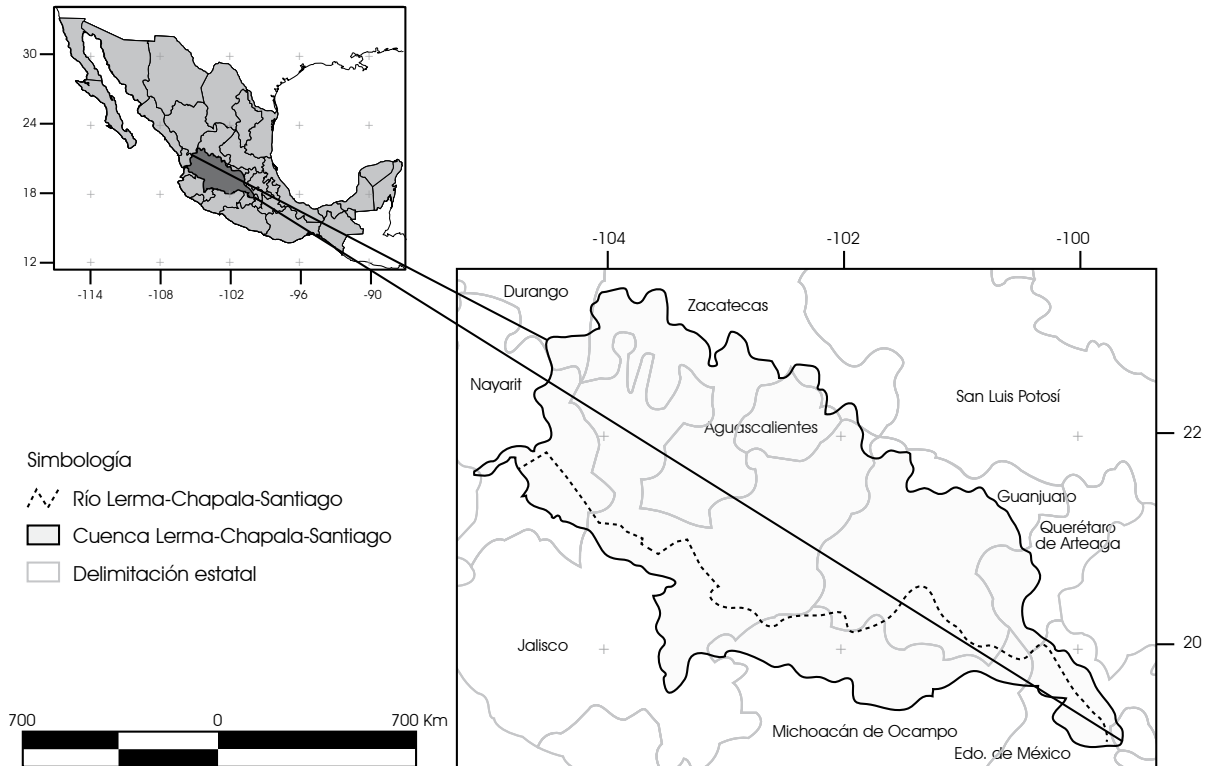 30
24
18
12
-114
-108
-102
-96
-90
-104
-102
-100
Durango
Zacatecas
Nayarit
San Luis Potosí
Aguascalientes
22
Simbología
Río Lerma-Chapala-Santiago
Cuenca Lerma-Chapala-Santiago
Delimitación estatal
Guanjuato
Querétaro
de Arteaga
Jalisco
20
Michoacán de Ocampo
Edo. de México
700
0
700 Km